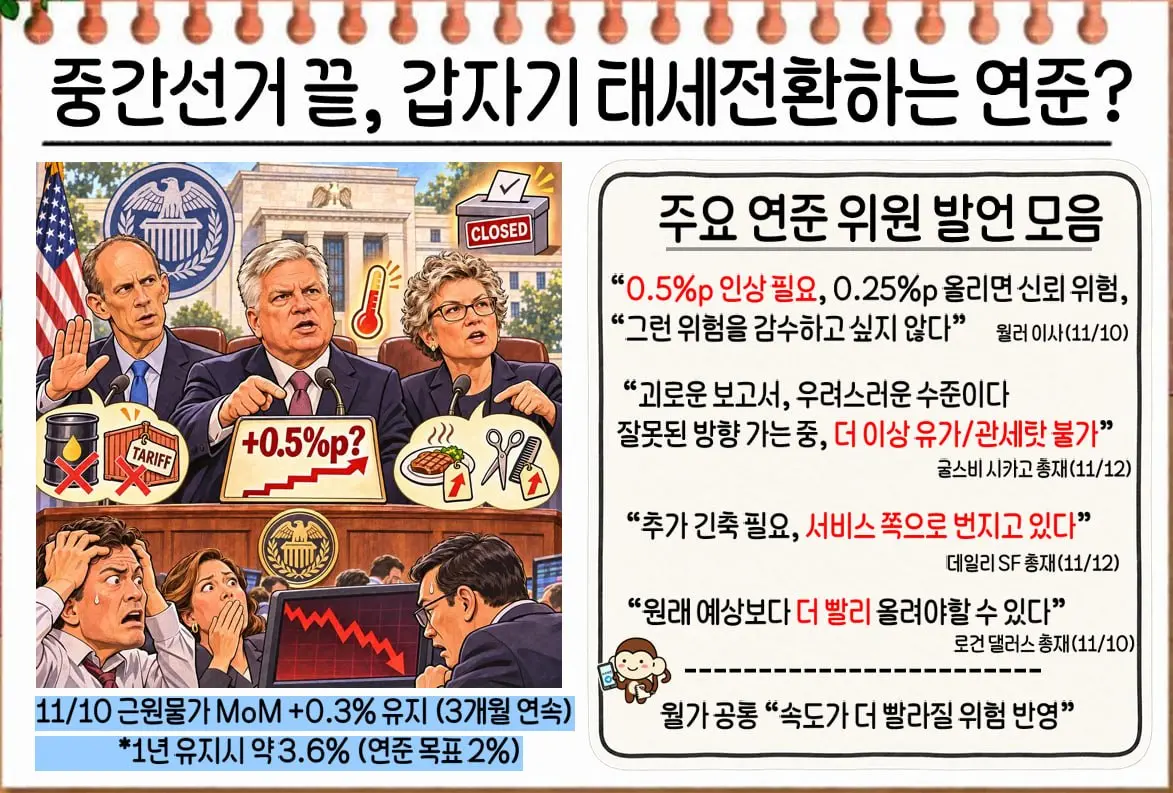 중간선거 끝, 갑자기 태세전환하는 연준?
CLOSED
TARIFF
+0.5%p?
11/10 근원물가 MoM +0.3% 유지 (3개월 연속)
*1년 유지시 약 3.6% (연준 목표 2%)
주요 연준 위원 발언 모음
“0.5%p 인상 필요, 0.25%p 올리면 신뢰 위험,
“그런 위험을 감수하고 싶지 않다” 월러 이사(11/10)
“괴로운 보고서, 우려스러운 수준이다
잘못된 방향 가는 중, 더 이상 유가/관세탓 불가”
굴스비 시카고 총재(11/12)
“추가 긴축 필요, 서비스 쪽으로 번지고 있다”
데일리 SF 총재(11/12)
“원래 예상보다 더 빨리 올려야할 수 있다”
로건 댈러스 총재(11/10)
월가 공통 “속도가 더 빨라질 위험 반영”